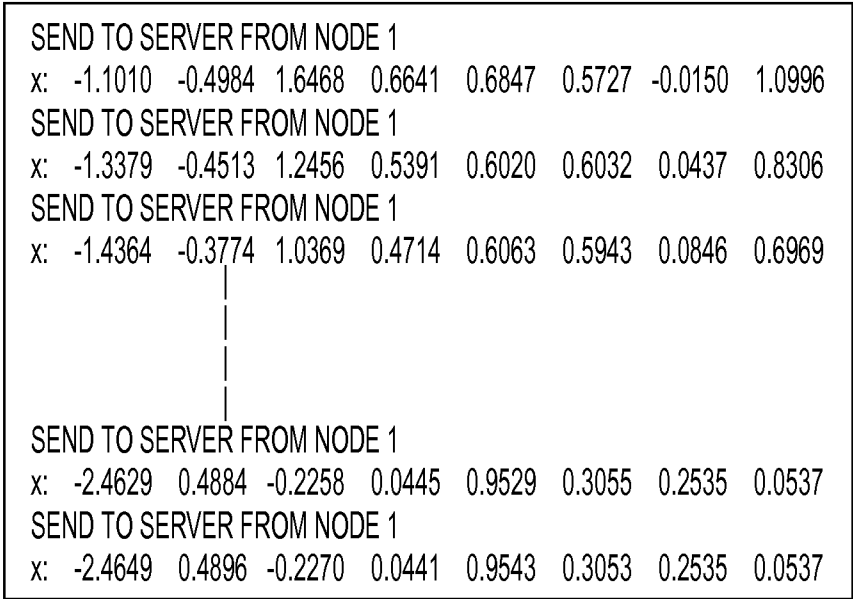 SEND TO SERVER FROM NODE 1
x: -1.1010 -0.4984 1.6468 0.6641 0.6847 0.5727 -0.0150 1.0996
SEND TO SERVER FROM NODE 1
x: -1.3379 -0.4513 1.2456 0.5391 0.6020 0.6032 0.0437 0.8306
SEND TO SERVER FROM NODE 1
x: -1.4364 -0.3774 1.0369 0.4714 0.6063 0.5943 0.0846 0.6969
SEND TO SERVER FROM NODE 1
x: -2.4629 0.4884 -0.2258 0.0445 0.9529 0.3055 0.2535 0.0537
SEND TO SERVER FROM NODE 1
x: -2.4649 0.4896 -0.2270 0.0441 0.9543 0.3053 0.2535 0.0537